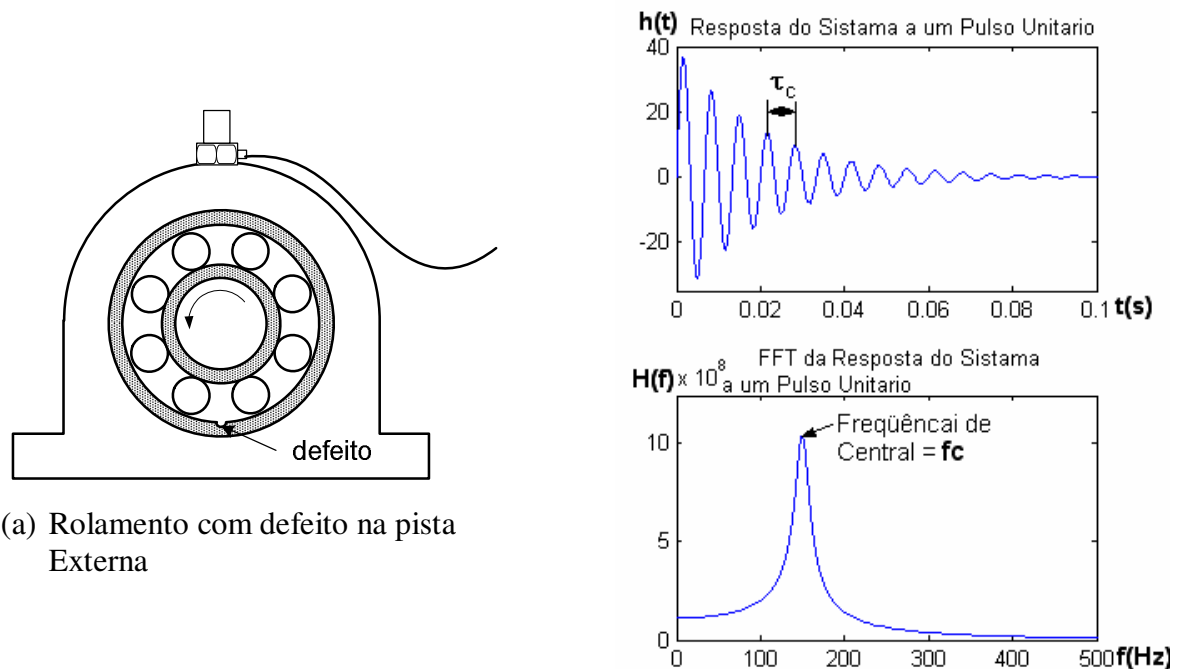 defeito
(a) Rolamento com defeito na pista
Externa
h(t) Resposta do Sistama a um Pulso Unitario
40
20
0
-20
τc
0 0.02 0.04 0.06 0.08 0.1 t(s)
FFT da Resposta do Sistama
H(f) x 10^8 a um Pulso Unitario
10
5
0
Freqüêncai de
Central = fc
0 100 200 300 400 500 f(Hz)